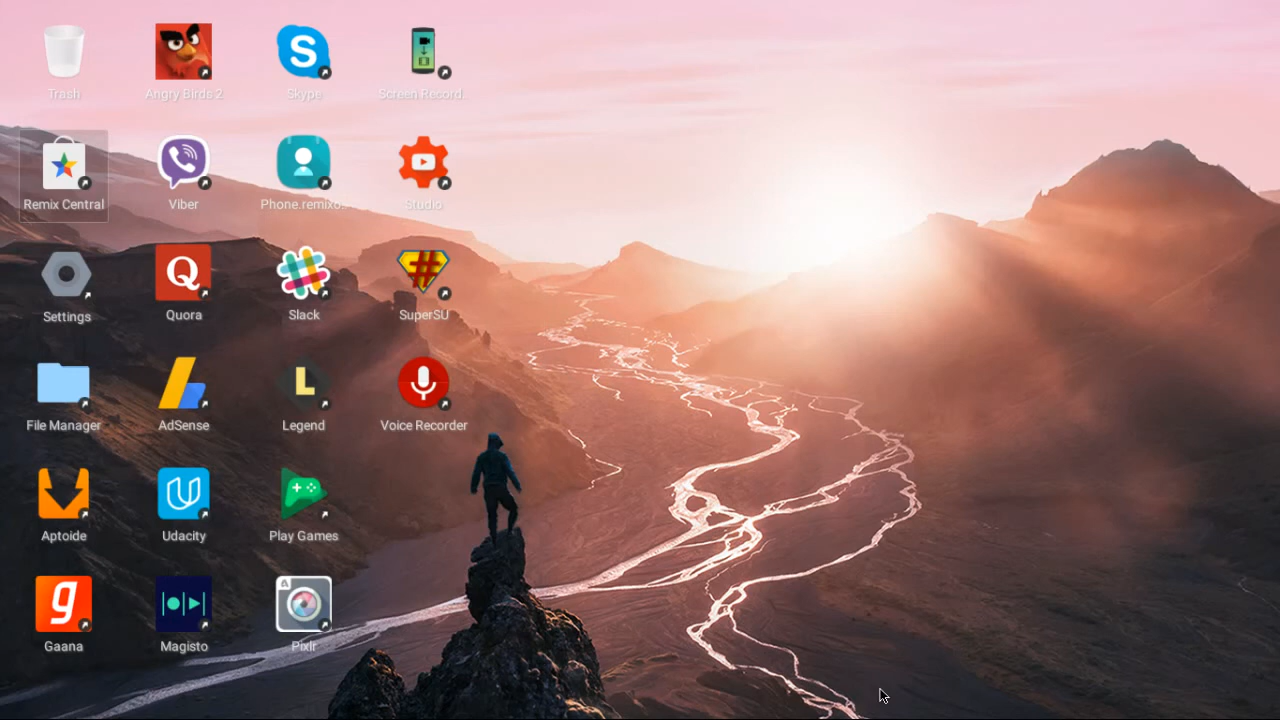 Trash
Angry Birds 2
Skype
Screen Record..
Remix Central
Viber
Phone.remixo..
Studio
Settings
Quora
Slack
SuperSU
File Manager
AdSense
Legend
Voice Recorder
Aptoide
Udacity
Play Games
Gaana
Magisto
Pixlr